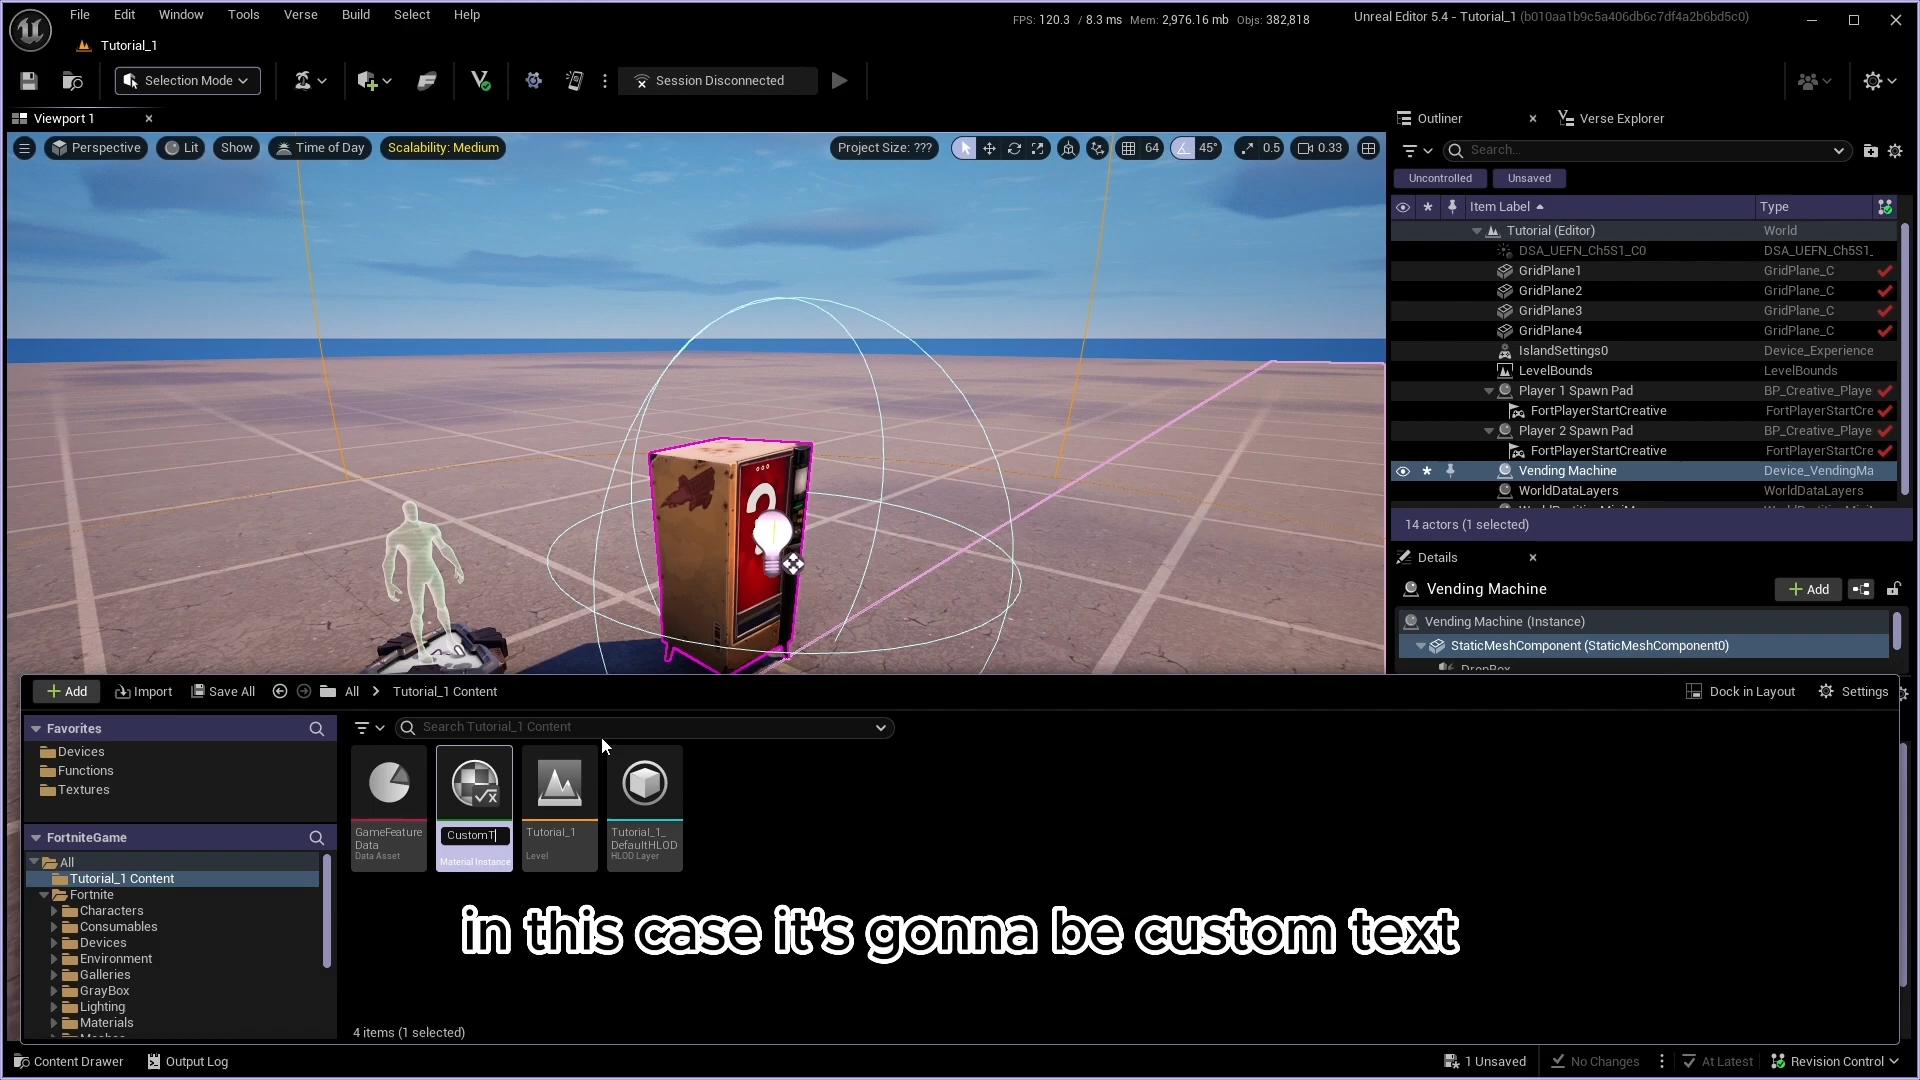 File Edit Window Tools Verse Build Select Help
FPS: 120.3 / 8.3 ms Mem: 2,976.16 mb Objs: 382,818
Unreal Editor 5.4 - Tutorial_1 (b010aa1b9c5a406db6c7df4a2b6bd5c0)
Tutorial_1
Selection Mode
Session Disconnected
Viewport 1
Perspective Lit Show Time of Day Scalability: Medium
Project Size: ??? 64 45° 0.5 0.33
Outliner
Verse Explorer
Search...
Uncontrolled Unsaved
Item Label Type
Tutorial (Editor) World
DSA_UEFN_Ch5S1_C0 DSA_UEFN_Ch5S1_
GridPlane1 GridPlane_C
GridPlane2 GridPlane_C
GridPlane3 GridPlane_C
GridPlane4 GridPlane_C
IslandSettings0 Device_Experience
LevelBounds LevelBounds
Player 1 Spawn Pad BP_Creative_Playe
FortPlayerStartCreative FortPlayerStartCre
Player 2 Spawn Pad BP_Creative_Playe
FortPlayerStartCreative FortPlayerStartCre
Vending Machine Device_VendingMa
WorldDataLayers WorldDataLayers
14 actors (1 selected)
Details
Vending Machine
Add
Vending Machine (Instance)
StaticMeshComponent (StaticMeshComponent0)
DropBox
Add Import Save All All Tutorial_1 Content
Dock in Layout Settings
Favorites
Devices
Functions
Textures
FortniteGame
All
Tutorial_1 Content
Fortnite
Characters
Consumables
Devices
Environment
Galleries
GrayBox
Lighting
Materials
Search Tutorial_1 Content
GameFeature
Data
Data Asset
CustomT
Material Instance
Tutorial_1
Level
Tutorial_1_
DefaultHLOD
HLOD Layer
in this case it's gonna be custom text
4 items (1 selected)
Content Drawer Output Log
1 Unsaved No Changes At Latest Revision Control